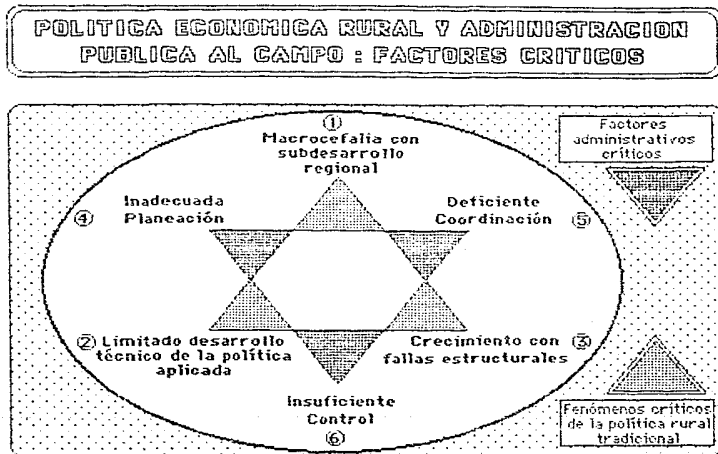 POLITICA ECONOMICA RURAL Y ADMINISTRACION
PUBLICA AL CAMPO : FACTORES CRITICOS
①
Macrocefalia con
subdesarrollo
regional
Factores
administrativos
críticos
Inadecuada
④ Planeación
Deficiente
Coordinación ⑤
② Limitado desarrollo
técnico de la política
aplicada
Crecimiento con ③
fallas estructurales
Insuficiente
Control
⑥
Fenómenos críticos
de la política rural
tradicional